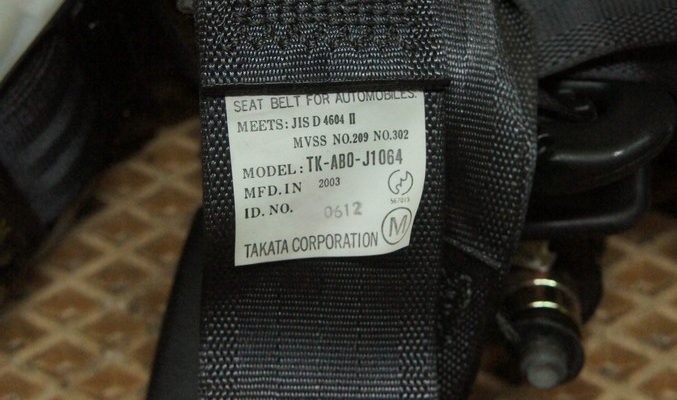 SEAT BELT FOR AUTOMOBILES.
MEETS: JIS D 4604 II
MVSS NO.209 NO.302
MODEL: TK-AB0-J1064
MFD. IN 2003
ID. NO. 0612
TAKATA CORPORATION M